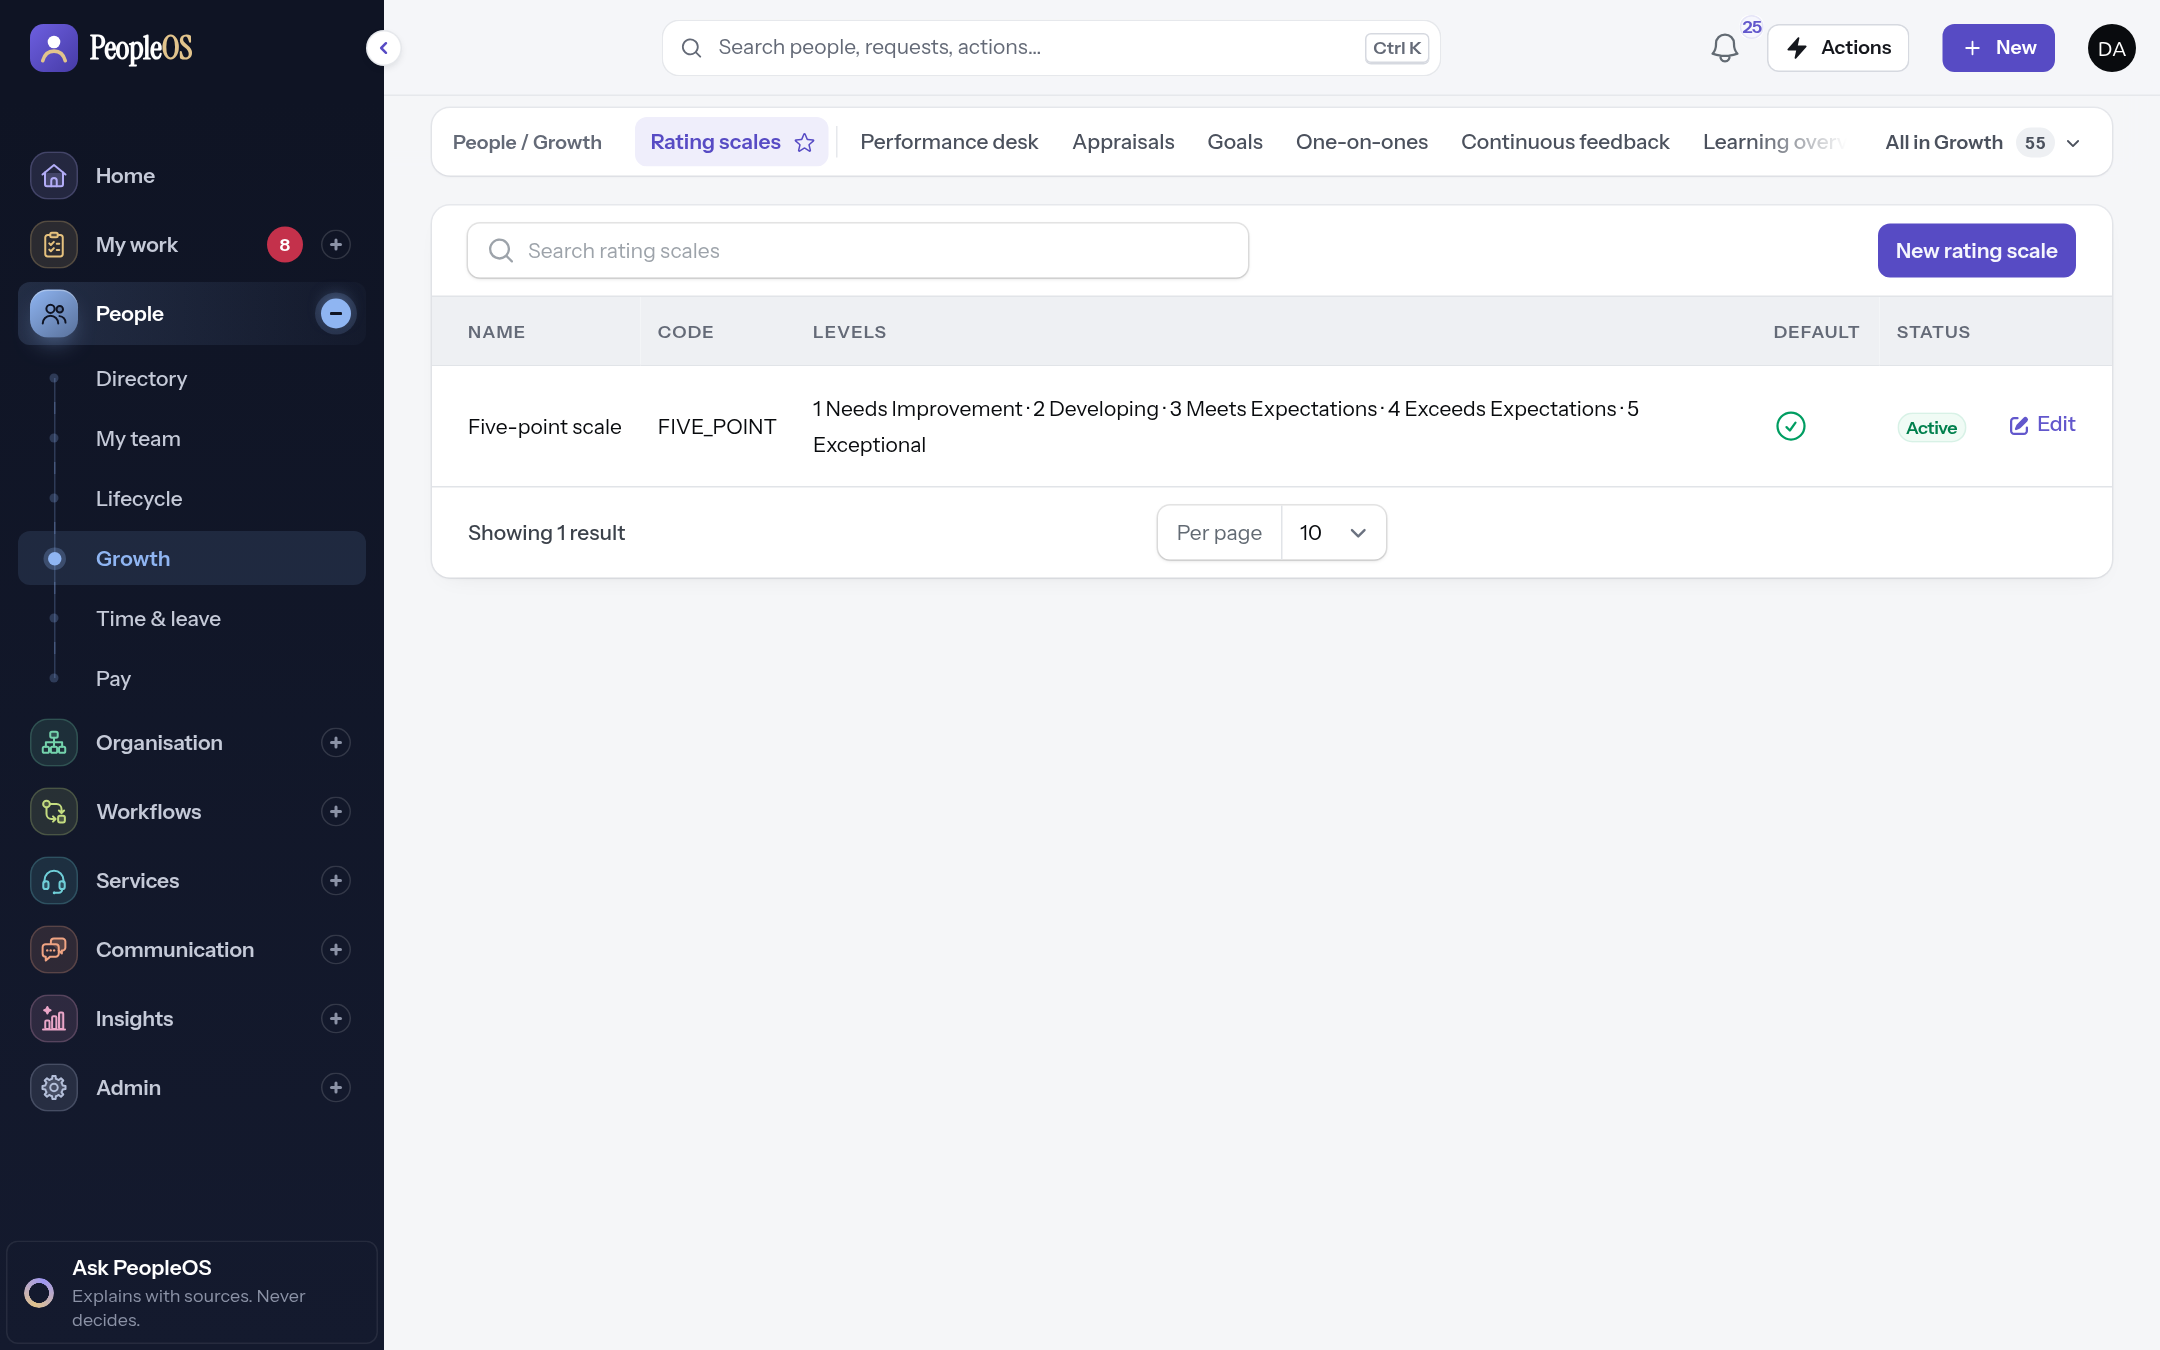 PeopleOS
Search people, requests, actions...
Ctrl K
25
Actions
New
DA
Home
My work
8
People
Directory
My team
Lifecycle
Growth
Time & leave
Pay
Organisation
Workflows
Services
Communication
Insights
Admin
Ask PeopleOS
Explains with sources. Never
decides.
People / Growth
Rating scales
Performance desk
Appraisals
Goals
One-on-ones
Continuous feedback
Learning over
All in Growth
55
Search rating scales
New rating scale
NAME
CODE
LEVELS
DEFAULT
STATUS
Five-point scale
FIVE_POINT
1 Needs Improvement · 2 Developing · 3 Meets Expectations · 4 Exceeds Expectations · 5
Exceptional
Active
Edit
Showing 1 result
Per page
10